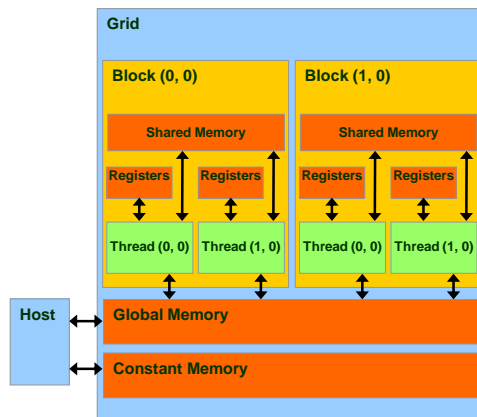 Grid
Block (0, 0)
Block (1, 0)
Shared Memory
Shared Memory
Registers
Registers
Registers
Registers
Thread (0, 0)
Thread (1, 0)
Thread (0, 0)
Thread (1, 0)
Host
Global Memory
Constant Memory